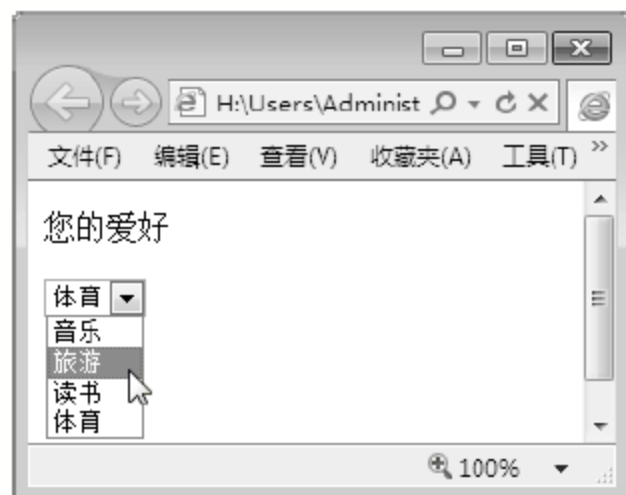 H:\Users\Administ
文件(F) 编辑(E) 查看(V) 收藏夹(A) 工具(T) »
您的爱好
体育
音乐
旅游
读书
体育
100%